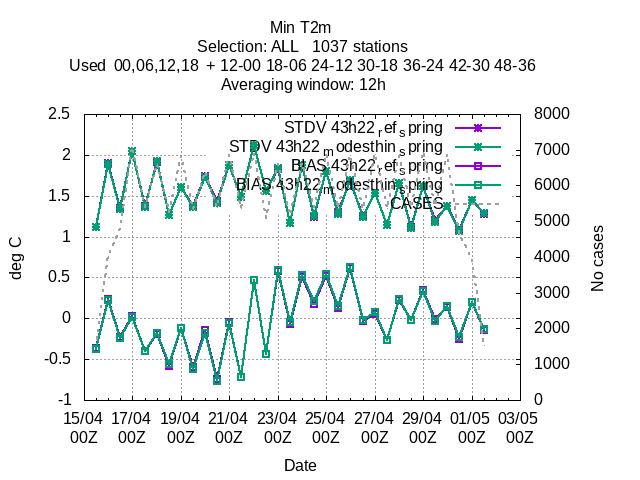 Min T2m
Selection: ALL   1037 stations
Used  00,06,12,18  + 12-00 18-06 24-12 30-18 36-24 42-30 48-36
Averaging window: 12h
STDV 43h22_ref_spring
STDV 43h22_modesthin_spring
BIAS 43h22_ref_spring
BIAS 43h22_modesthin_spring
CASES
2.5
2
1.5
1
0.5
0
-0.5
-1
deg C
8000
7000
6000
5000
4000
3000
2000
1000
0
No cases
15/04 17/04 19/04 21/04 23/04 25/04 27/04 29/04 01/05 03/05
00Z 00Z 00Z 00Z 00Z 00Z 00Z 00Z 00Z 00Z
Date